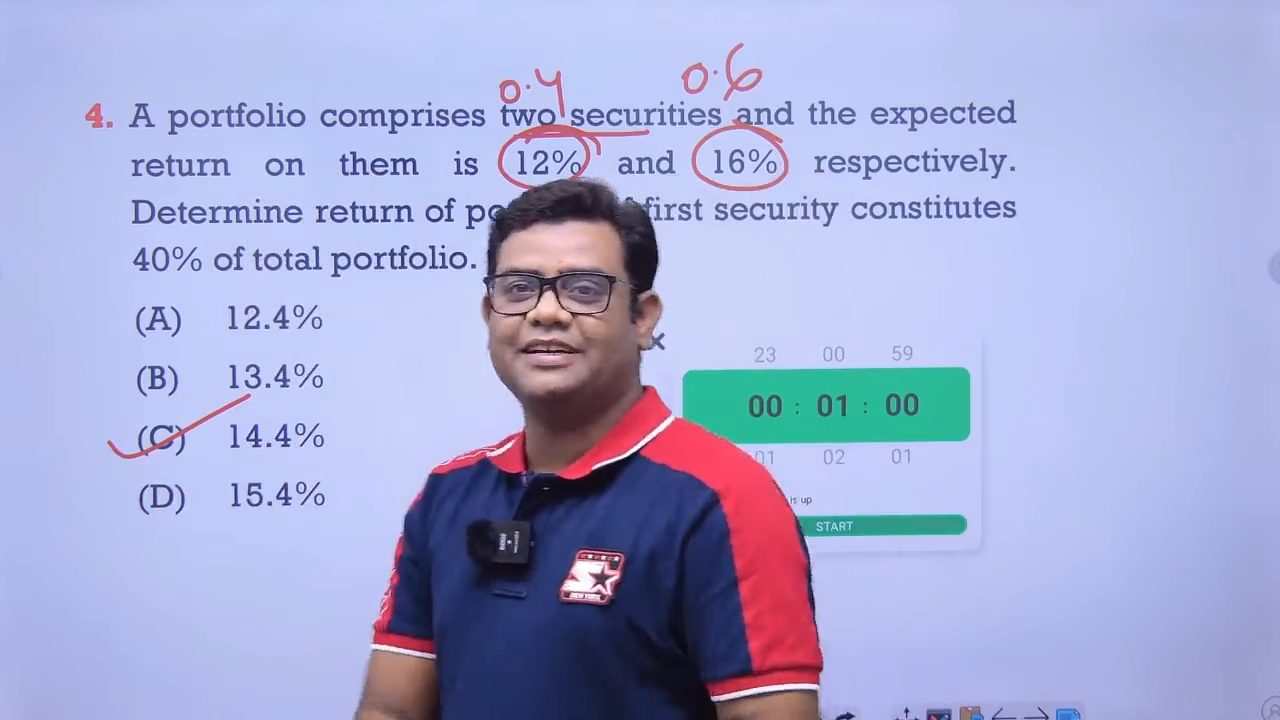 0.4 0.6
4. A portfolio comprises two securities and the expected
return on them is 12% and 16% respectively.
Determine return of first security constitutes
40% of total portfolio.
(A) 12.4%
(B) 13.4%
(C) 14.4%
(D) 15.4%
×
23 00 59
00 : 01 : 00
01 02 01
is up
START
NEW YORK